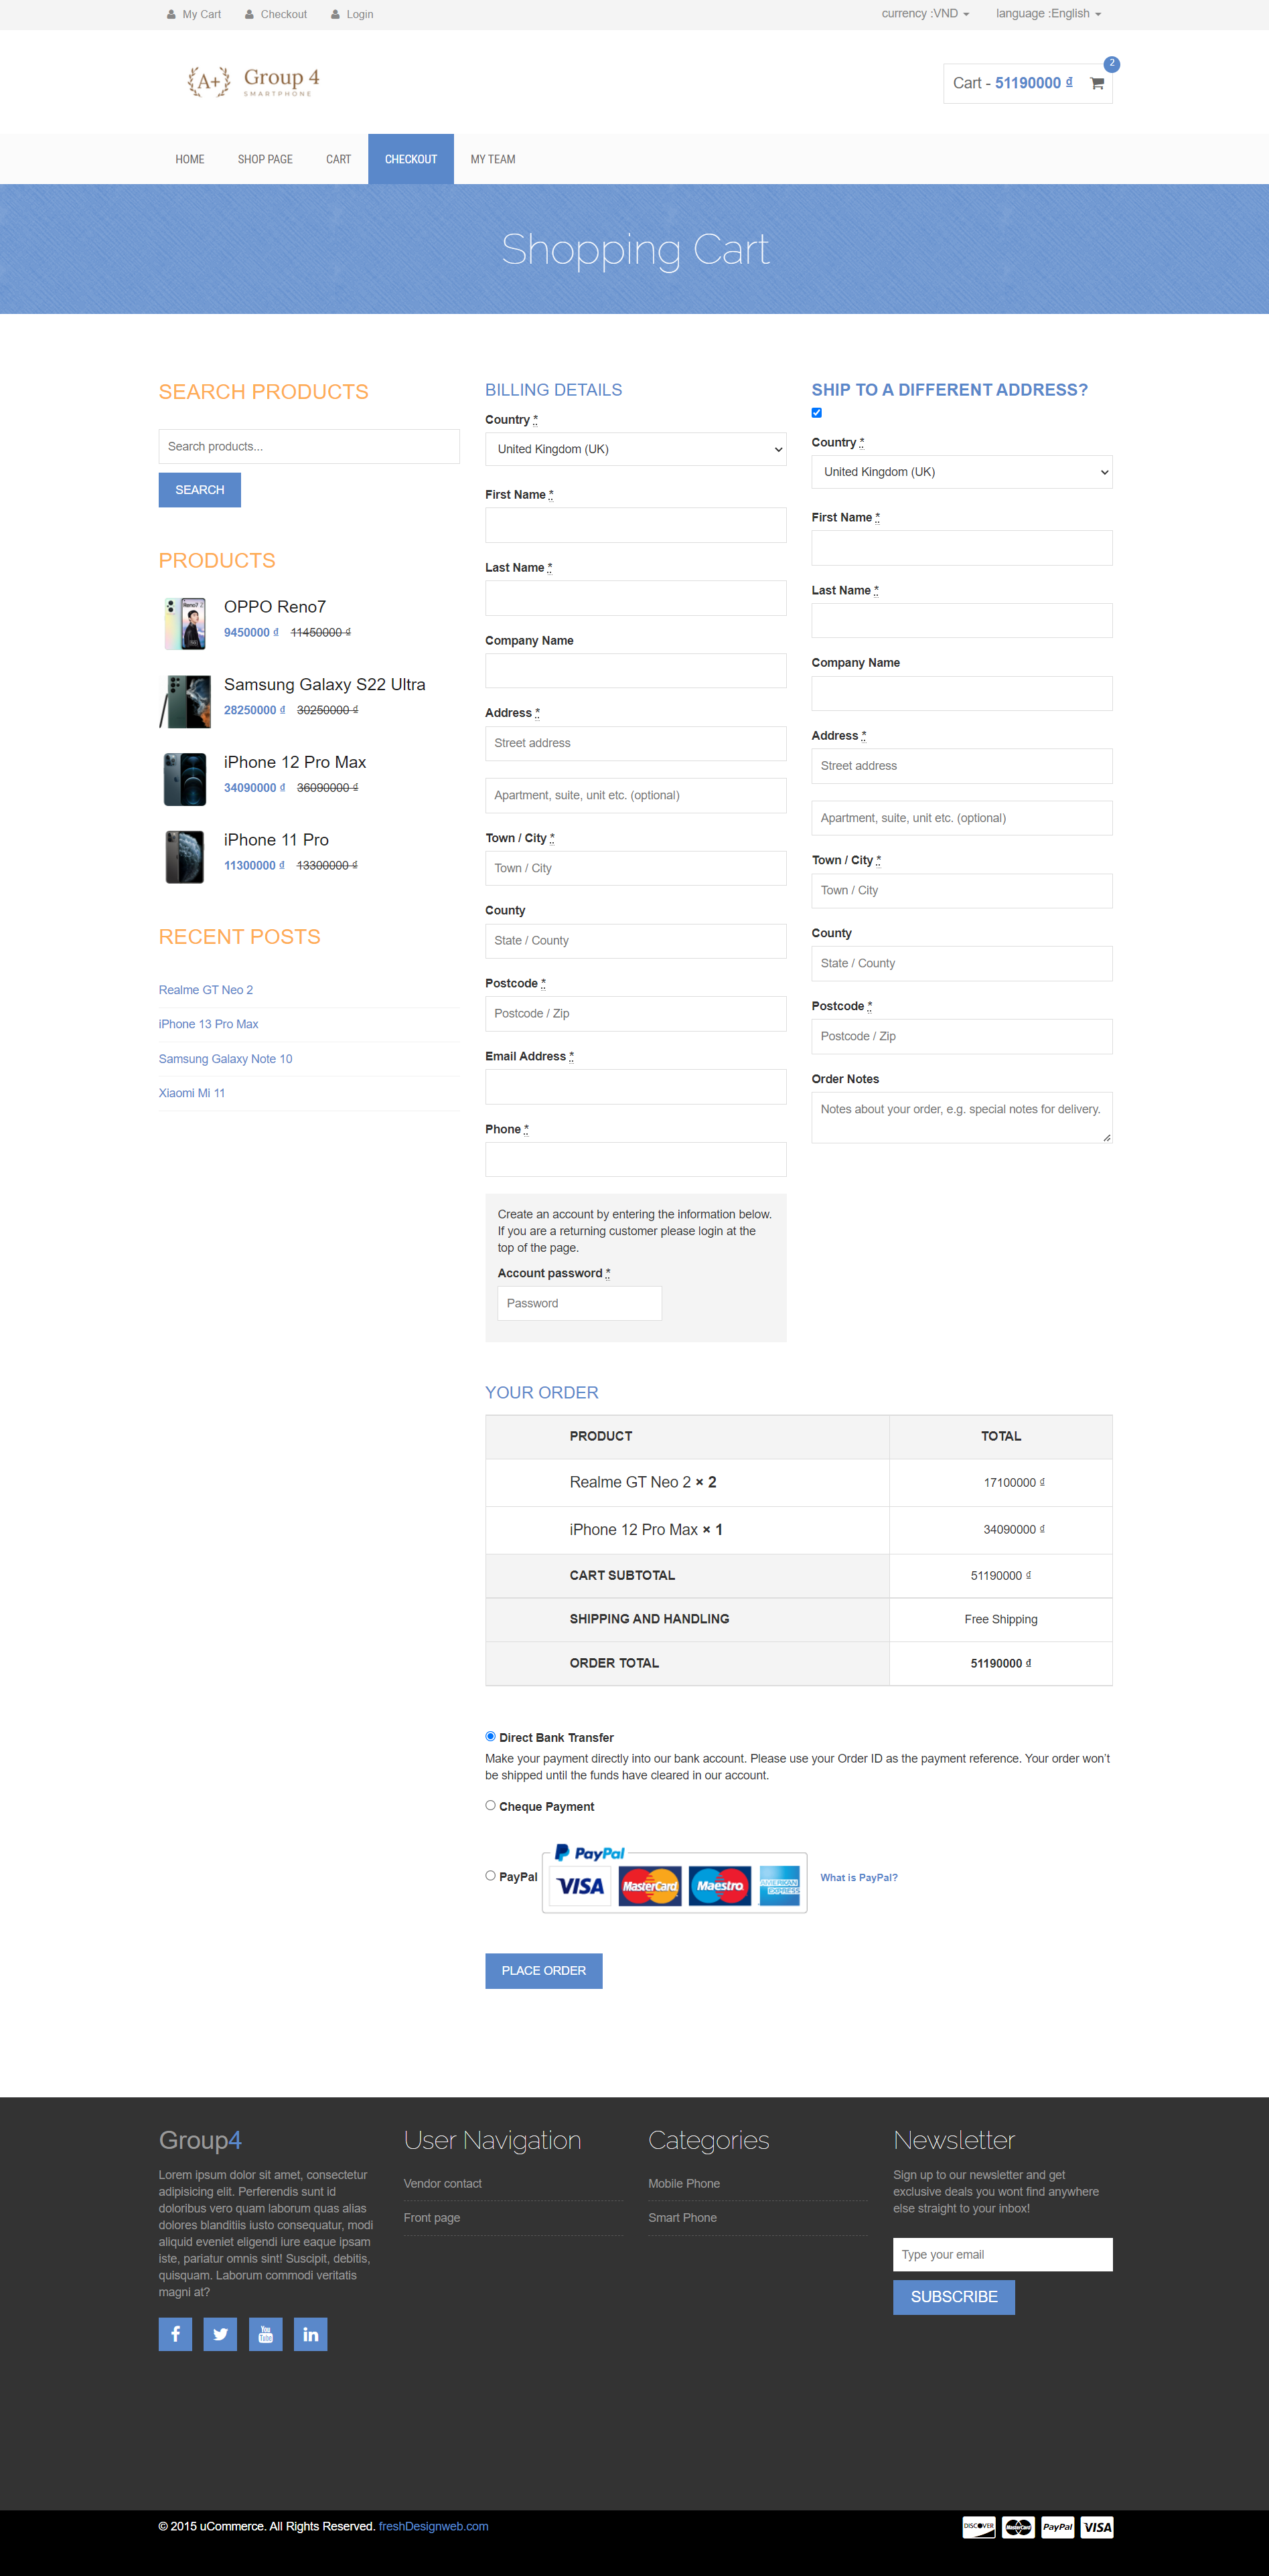 My Cart Checkout Login currency :VND language :English
A+ Group 4
SMARTPHONE
Cart - 51190000 ₫ 2
HOME SHOP PAGE CART CHECKOUT MY TEAM
Shopping Cart
SEARCH PRODUCTS
Search products...
SEARCH
PRODUCTS
OPPO Reno7
9450000 ₫ 11450000 ₫
Samsung Galaxy S22 Ultra
28250000 ₫ 30250000 ₫
iPhone 12 Pro Max
34090000 ₫ 36090000 ₫
iPhone 11 Pro
11300000 ₫ 13300000 ₫
RECENT POSTS
Realme GT Neo 2
iPhone 13 Pro Max
Samsung Galaxy Note 10
Xiaomi Mi 11
BILLING DETAILS
Country *
United Kingdom (UK)
First Name *
Last Name *
Company Name
Address *
Street address
Apartment, suite, unit etc. (optional)
Town / City *
Town / City
County
State / County
Postcode *
Postcode / Zip
Email Address *
Phone *
Create an account by entering the information below.
If you are a returning customer please login at the
top of the page.
Account password *
Password
SHIP TO A DIFFERENT ADDRESS?
Country *
United Kingdom (UK)
First Name *
Last Name *
Company Name
Address *
Street address
Apartment, suite, unit etc. (optional)
Town / City *
Town / City
County
State / County
Postcode *
Postcode / Zip
Order Notes
Notes about your order, e.g. special notes for delivery.
YOUR ORDER
PRODUCT TOTAL
Realme GT Neo 2 × 2 17100000 ₫
iPhone 12 Pro Max × 1 34090000 ₫
CART SUBTOTAL 51190000 ₫
SHIPPING AND HANDLING Free Shipping
ORDER TOTAL 51190000 ₫
Direct Bank Transfer
Make your payment directly into our bank account. Please use your Order ID as the payment reference. Your order won't
be shipped until the funds have cleared in our account.
Cheque Payment
PayPal PayPal VISA MasterCard Maestro AMERICAN EXPRESS What is PayPal?
PLACE ORDER
Group4
Lorem ipsum dolor sit amet, consectetur
adipisicing elit. Perferendis sunt id
doloribus vero quam laborum quas alias
dolores blanditiis iusto consequatur, modi
aliquid eveniet eligendi iure eaque ipsam
iste, pariatur omnis sint! Suscipit, debitis,
quisquam. Laborum commodi veritatis
magni at?
You Tube in
User Navigation
Vendor contact
Front page
Categories
Mobile Phone
Smart Phone
Newsletter
Sign up to our newsletter and get
exclusive deals you wont find anywhere
else straight to your inbox!
Type your email
SUBSCRIBE
© 2015 uCommerce. All Rights Reserved. freshDesignweb.com
DISCOVER MasterCard PayPal VISA